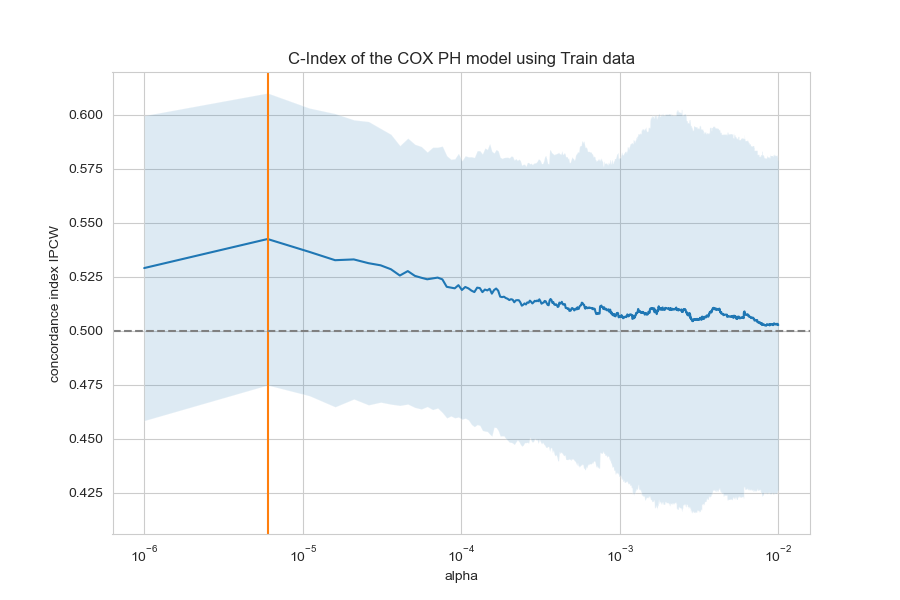 C-Index of the COX PH model using Train data
concordance index IPCW
0.600
0.575
0.550
0.525
0.500
0.475
0.450
0.425
10⁻⁶ 10⁻⁵ 10⁻⁴ 10⁻³ 10⁻²
alpha